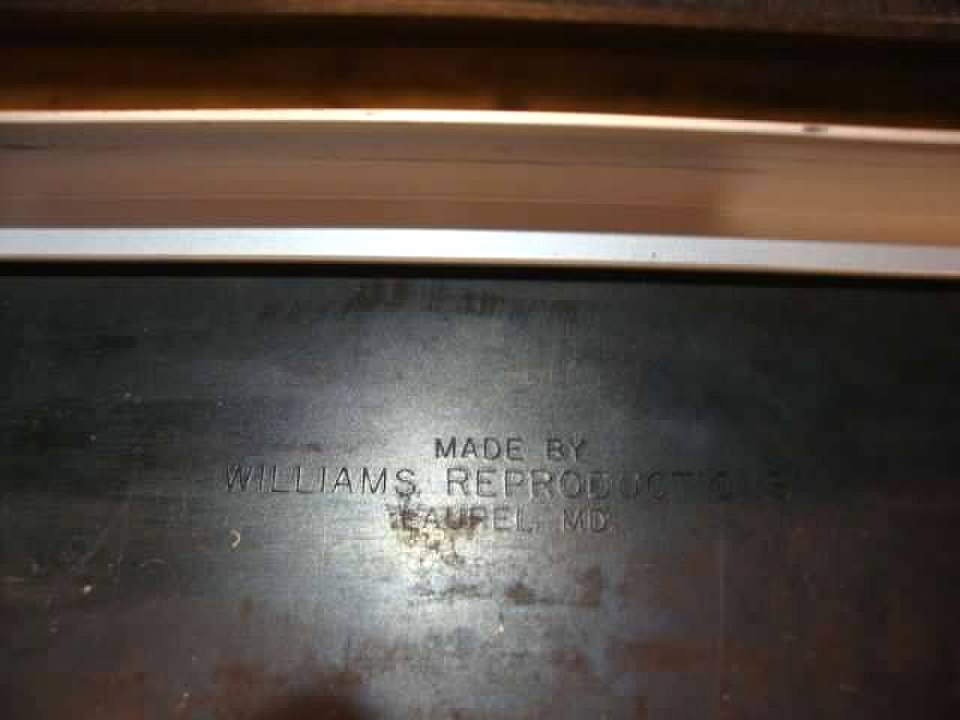 MADE BY
WILLIAMS REPRODUCTIONS
LAUREL, MD